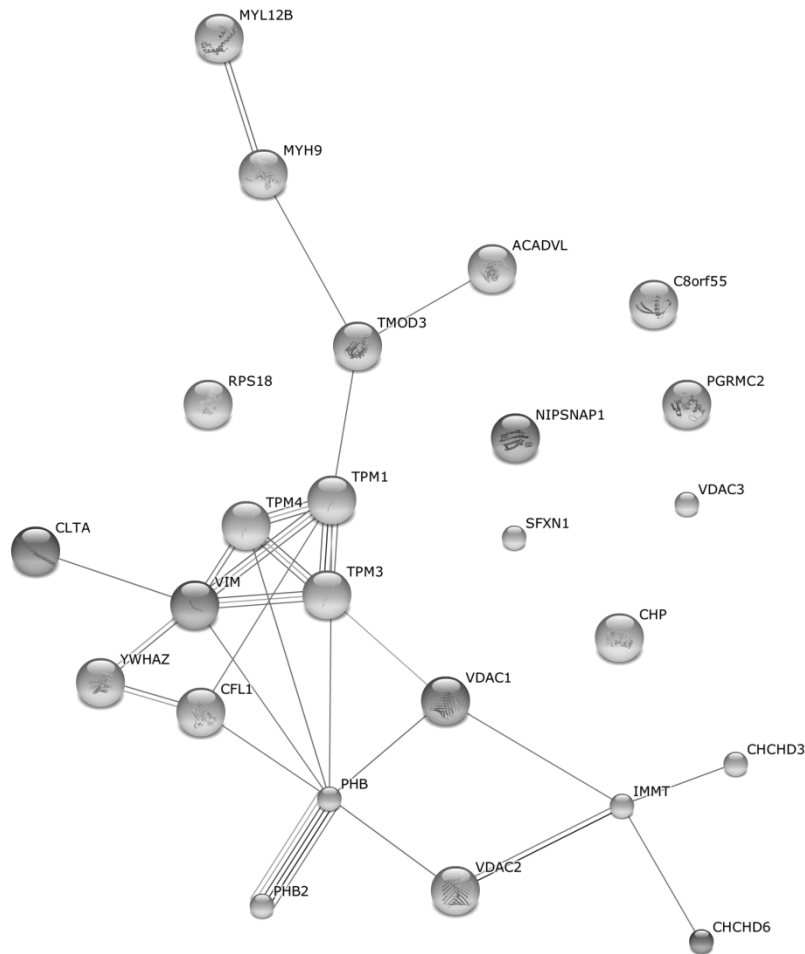 MYL12B
MYH9
ACADVL
C8orf55
TMOD3
RPS18
PGRMC2
NIPSNAP1
TPM1
VDAC3
TPM4
SFXN1
CLTA
TPM3
VIM
CHP
YWHAZ
CFL1
VDAC1
CHCHD3
PHB
IMMT
VDAC2
PHB2
CHCHD6